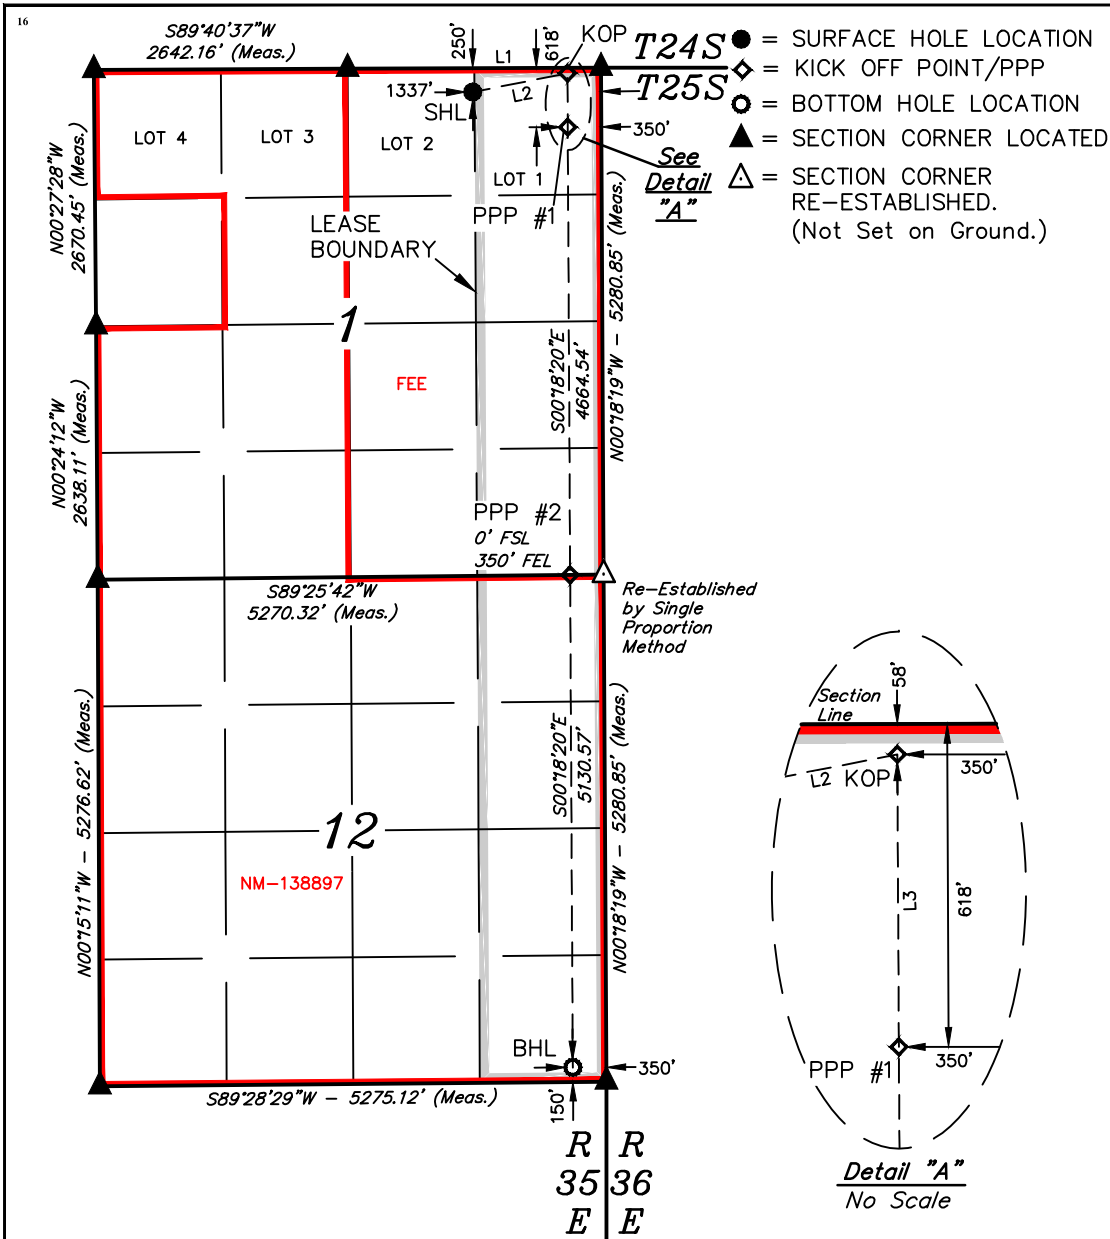 16
S89°40'37"W
2642.16' (Meas.)
250'
L1
618'
KOP
T24S
T25S
= SURFACE HOLE LOCATION
= KICK OFF POINT/PPP
= BOTTOM HOLE LOCATION
= SECTION CORNER LOCATED
= SECTION CORNER
RE-ESTABLISHED.
(Not Set on Ground.)
1337'
SHL
L2
350'
LOT 4
LOT 3
LOT 2
LOT 1
See
Detail
"A"
PPP #1
LEASE
BOUNDARY
N00°27'28"W
2670.45' (Meas.)
1
FEE
S00°18'20"E
4664.54'
N00°18'19"W - 5280.85' (Meas.)
N00°24'12"W
2638.11' (Meas.)
PPP #2
0' FSL
350' FEL
S89°25'42"W
5270.32' (Meas.)
Re-Established
by Single
Proportion
Method
N00°15'11"W - 5276.62' (Meas.)
12
NM-138897
S00°18'20"E
5130.57'
N00°18'19"W - 5280.85' (Meas.)
BHL
350'
S89°28'29"W - 5275.12' (Meas.)
150'
R R
35 36
E E
58'
Section
Line
L2
KOP
350'
L3
618'
PPP #1
350'
Detail "A"
No Scale